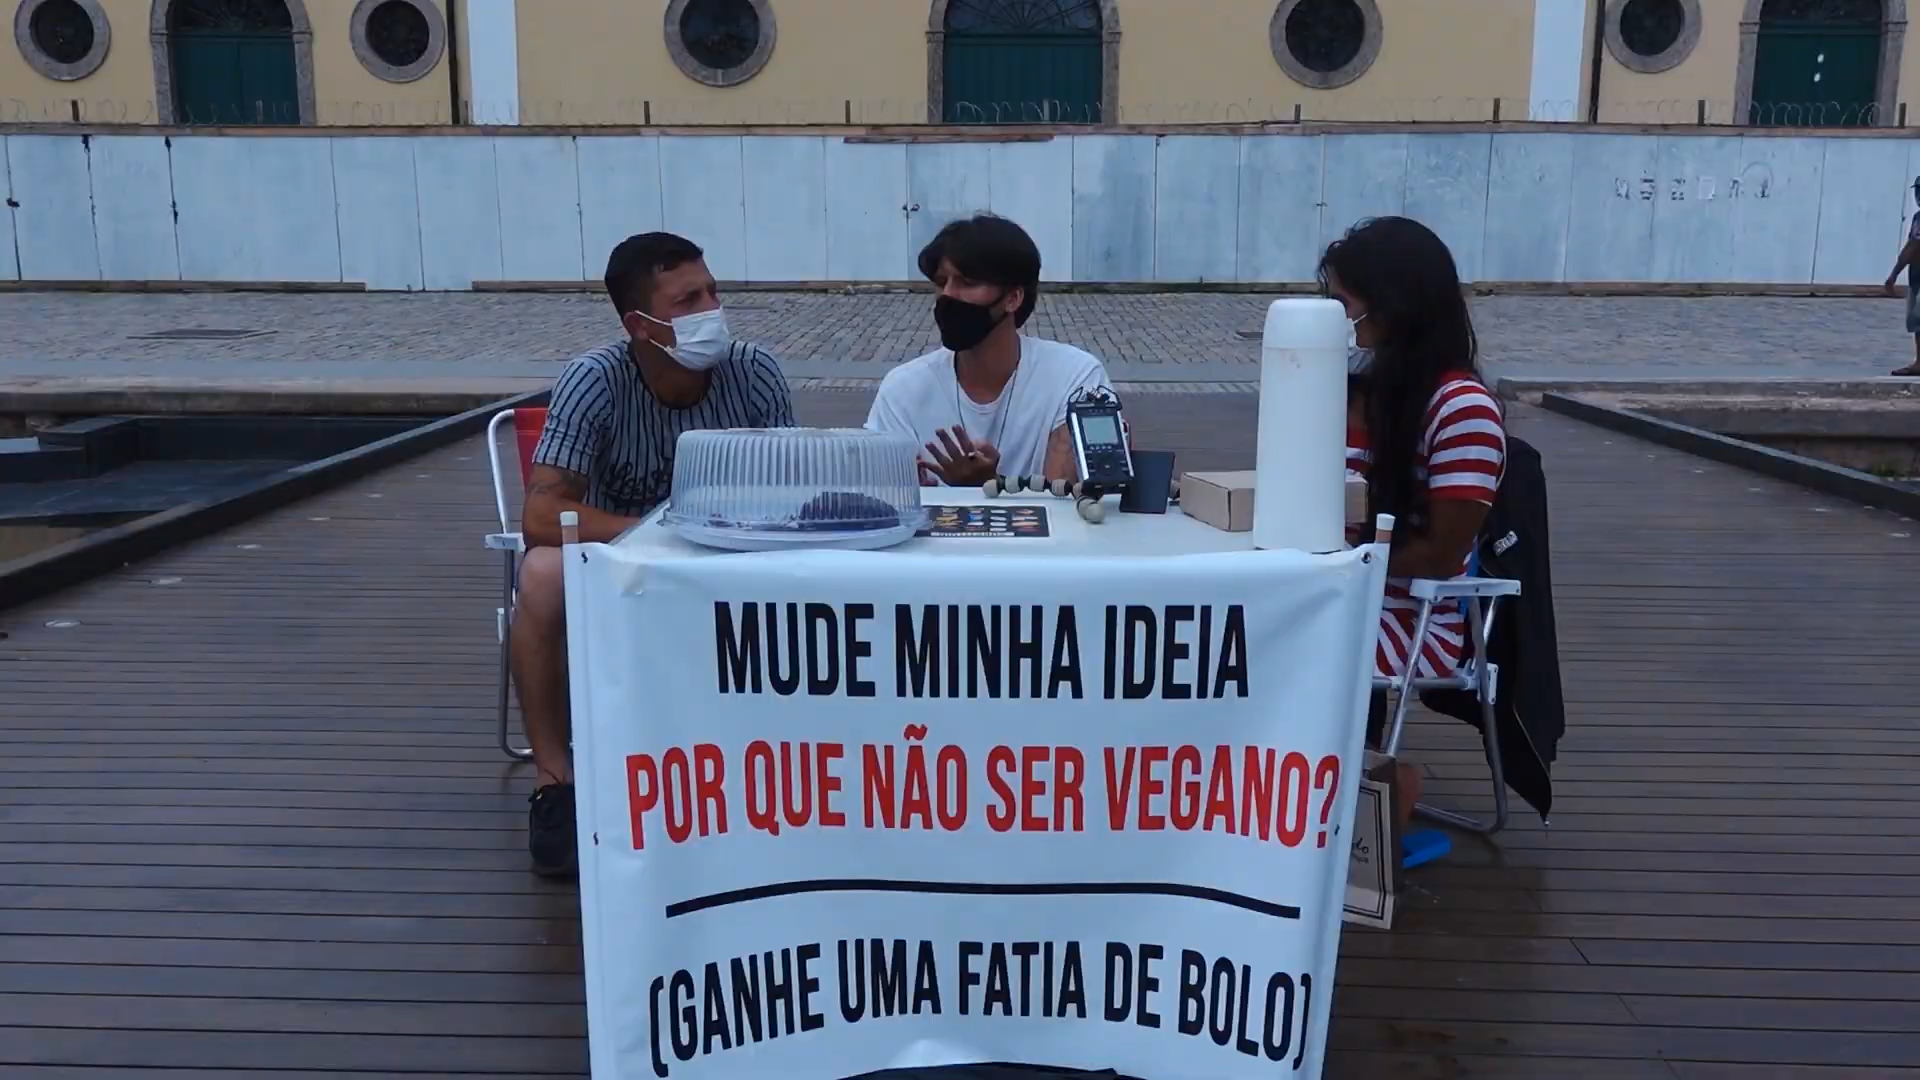 MUDE MINHA IDEIA
POR QUE NÃO SER VEGANO?
(GANHE UMA FATIA DE BOLO)